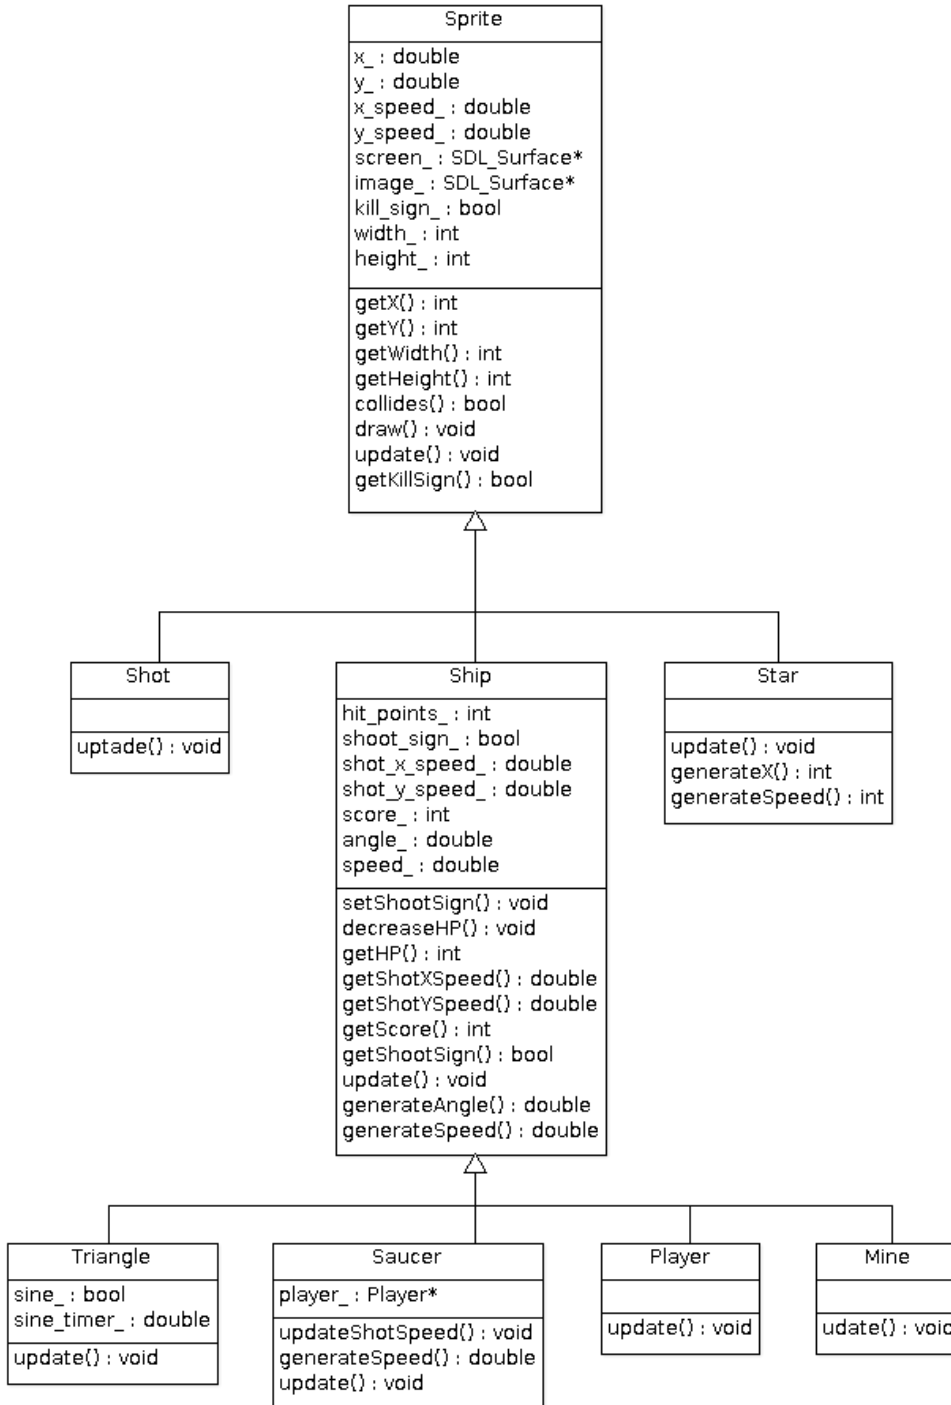 Sprite
x_ : double
y_ : double
x_speed_ : double
y_speed_ : double
screen_ : SDL_Surface*
image_ : SDL_Surface*
kill_sign_ : bool
width_ : int
height_ : int
getX() : int
getY() : int
getWidth() : int
getHeight() : int
collides() : bool
draw() : void
update() : void
getKillSign() : bool
Shot
uptade() : void
Ship
hit_points_ : int
shoot_sign_ : bool
shot_x_speed_ : double
shot_y_speed_ : double
score_ : int
angle_ : double
speed_ : double
setShootSign() : void
decreaseHP() : void
getHP() : int
getShotXSpeed() : double
getShotYSpeed() : double
getScore() : int
getShootSign() : bool
update() : void
generateAngle() : double
generateSpeed() : double
Star
update() : void
generateX() : int
generateSpeed() : int
Triangle
sine_ : bool
sine_timer_ : double
update() : void
Saucer
player_ : Player*
updateShotSpeed() : void
generateSpeed() : double
update() : void
Player
update() : void
Mine
udate() : void